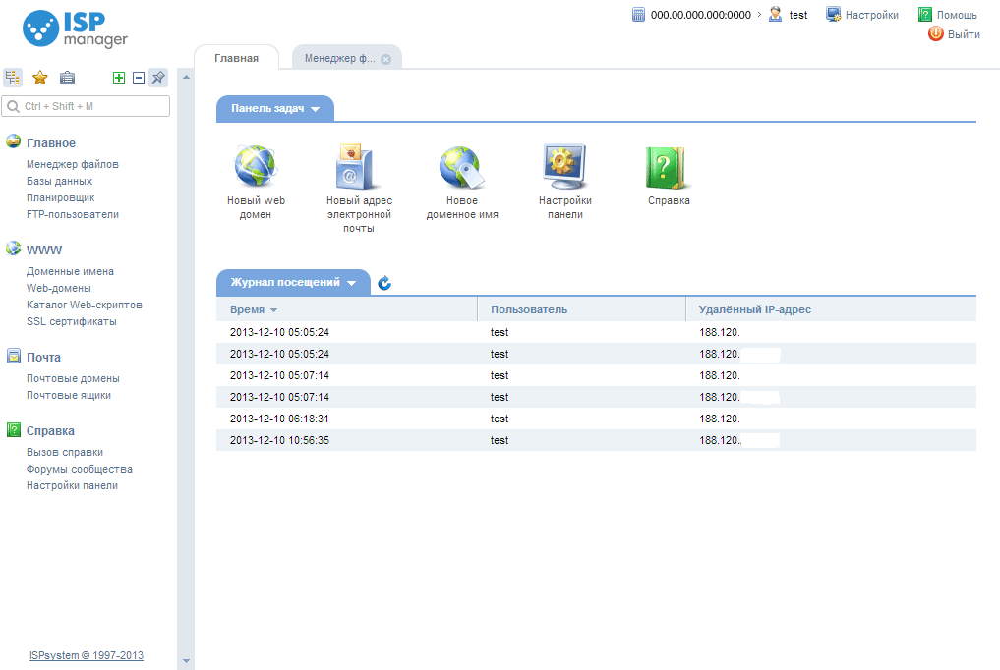 ISP
manager
000.00.000.000:0000 > test Настройки Помощь
Выйти
Главная Менеджер ф...
Ctrl + Shift + M
Главное
Менеджер файлов
Базы данных
Планировщик
FTP-пользователи
WWW
Доменные имена
Web-домены
Каталог Web-скриптов
SSL сертификаты
Почта
Почтовые домены
Почтовые ящики
Справка
Вызов справки
Форумы сообщества
Настройки панели
ISPsystem © 1997-2013
Панель задач
Новый web
домен
Новый адрес
электронной
почты
Новое
доменное имя
Настройки
панели
Справка
Журнал посещений
Время Пользователь Удалённый IP-адрес
2013-12-10 05:05:24 test 188.120.
2013-12-10 05:05:24 test 188.120.
2013-12-10 05:07:14 test 188.120.
2013-12-10 05:07:14 test 188.120.
2013-12-10 06:18:31 test 188.120.
2013-12-10 10:56:35 test 188.120.